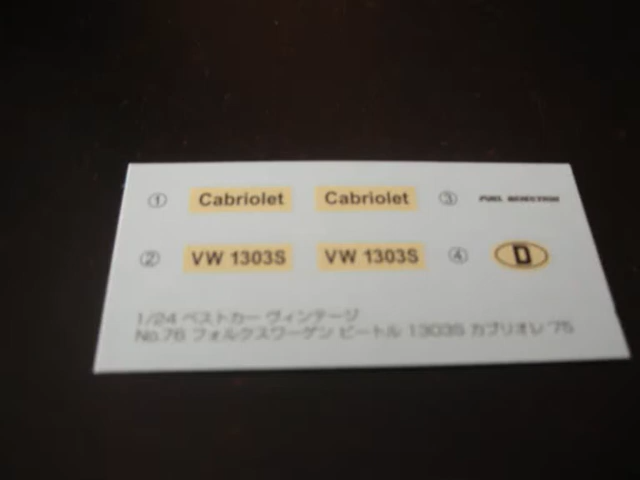 ① Cabriolet Cabriolet ③ FUEL INJECTION
② VW 1303S VW 1303S ④ D
1/24 ベストカー ヴィンテージ
No.76 フォルクスワーゲン ビートル 1303S カブリオレ '75